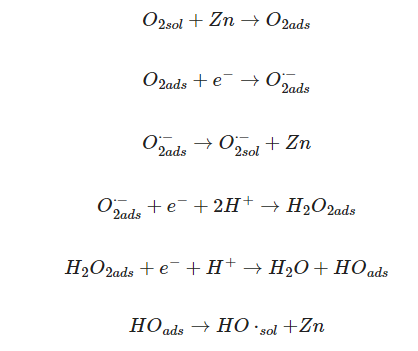 O₂sol + Zn → O₂ads
O₂ads + e⁻ → O₂ads·⁻
O₂ads·⁻ → O₂sol·⁻ + Zn
O₂ads·⁻ + e⁻ + 2H⁺ → H₂O₂ads
H₂O₂ads + e⁻ + H⁺ → H₂O + HOads
HOads → HO·sol +Zn